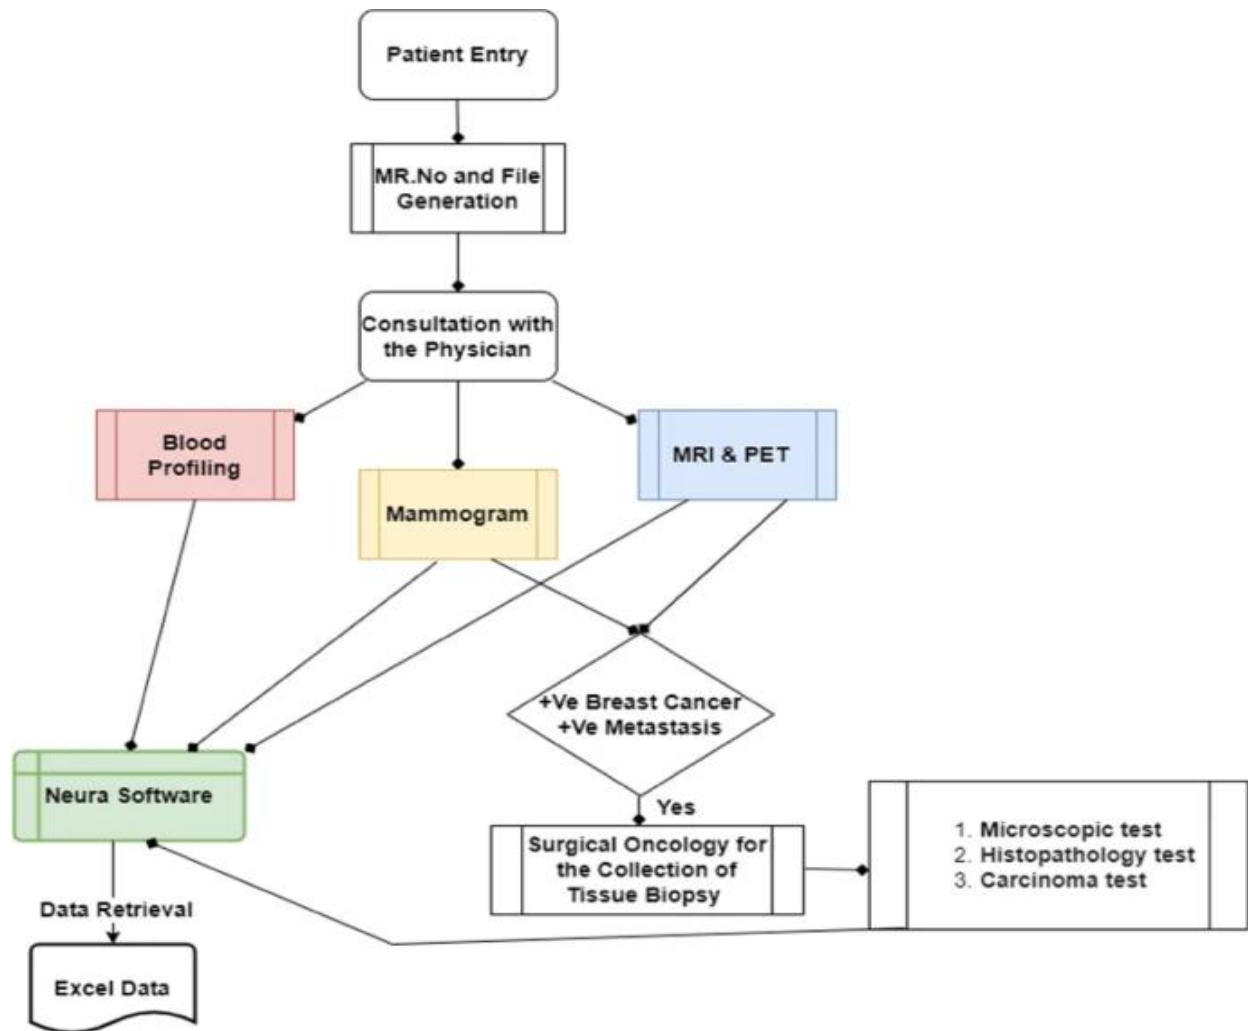 Patient Entry
MR.No and File
Generation
Consultation with
the Physician
Blood
Profiling
Mammogram
MRI & PET
+Ve Breast Cancer
+Ve Metastasis
Yes
Neura Software
Surgical Oncology for
the Collection of
Tissue Biopsy
1. Microscopic test
2. Histopathology test
3. Carcinoma test
Data Retrieval
Excel Data